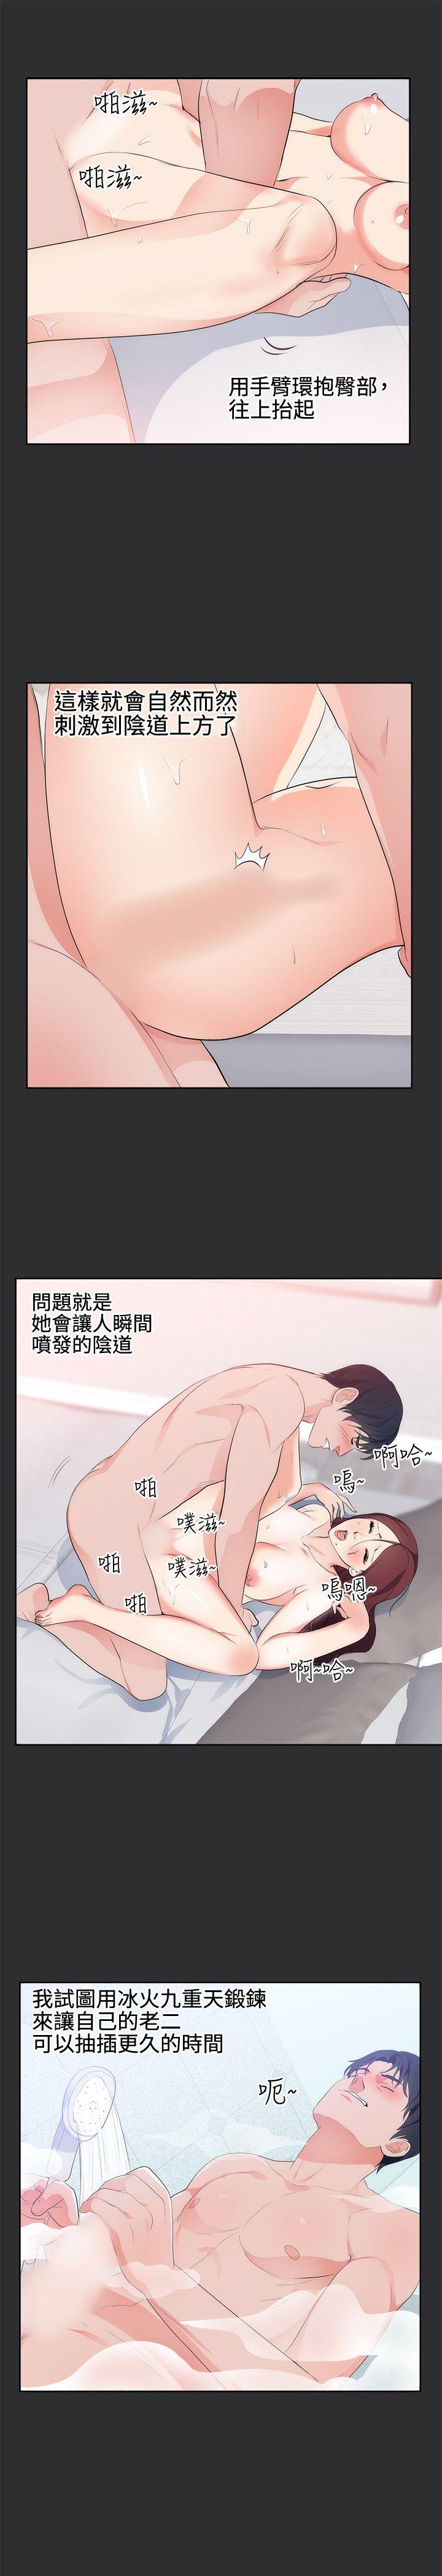 啪滋~
啪滋~
用手臂環抱臀部，
往上抬起
這樣就會自然而然
刺激到陰道上方了
問題就是
她會讓人瞬間
噴發的陰道
啊哈~
嗚~
啪
噗滋~
啪
噗滋~
啪
嗚嗯~
啊~哈~
我試圖用冰火九重天鍛鍊
來讓自己的老二
可以抽插更久的時間
呃~